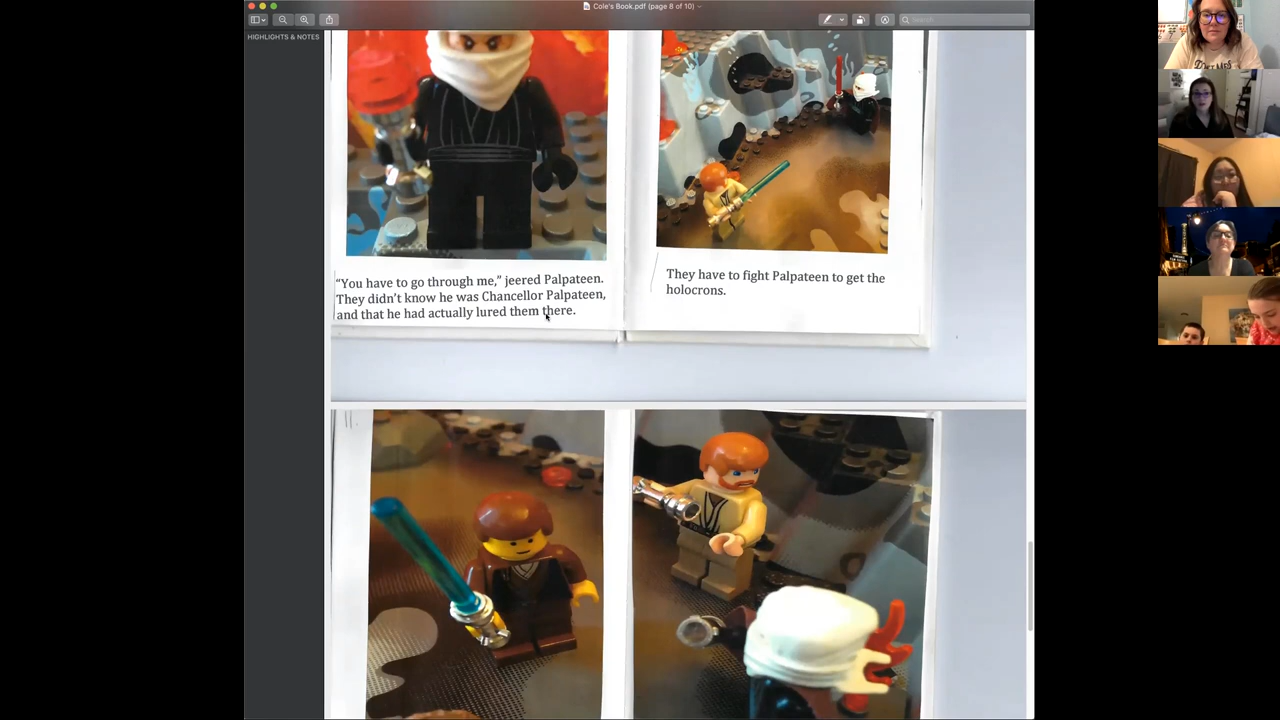 Cole's Book.pdf (page 8 of 10)
Search
HIGHLIGHTS & NOTES
“You have to go through me,” jeered Palpateen.
They didn’t know he was Chancellor Palpateen,
and that he had actually lured them there.
They have to fight Palpateen to get the
holocrons.